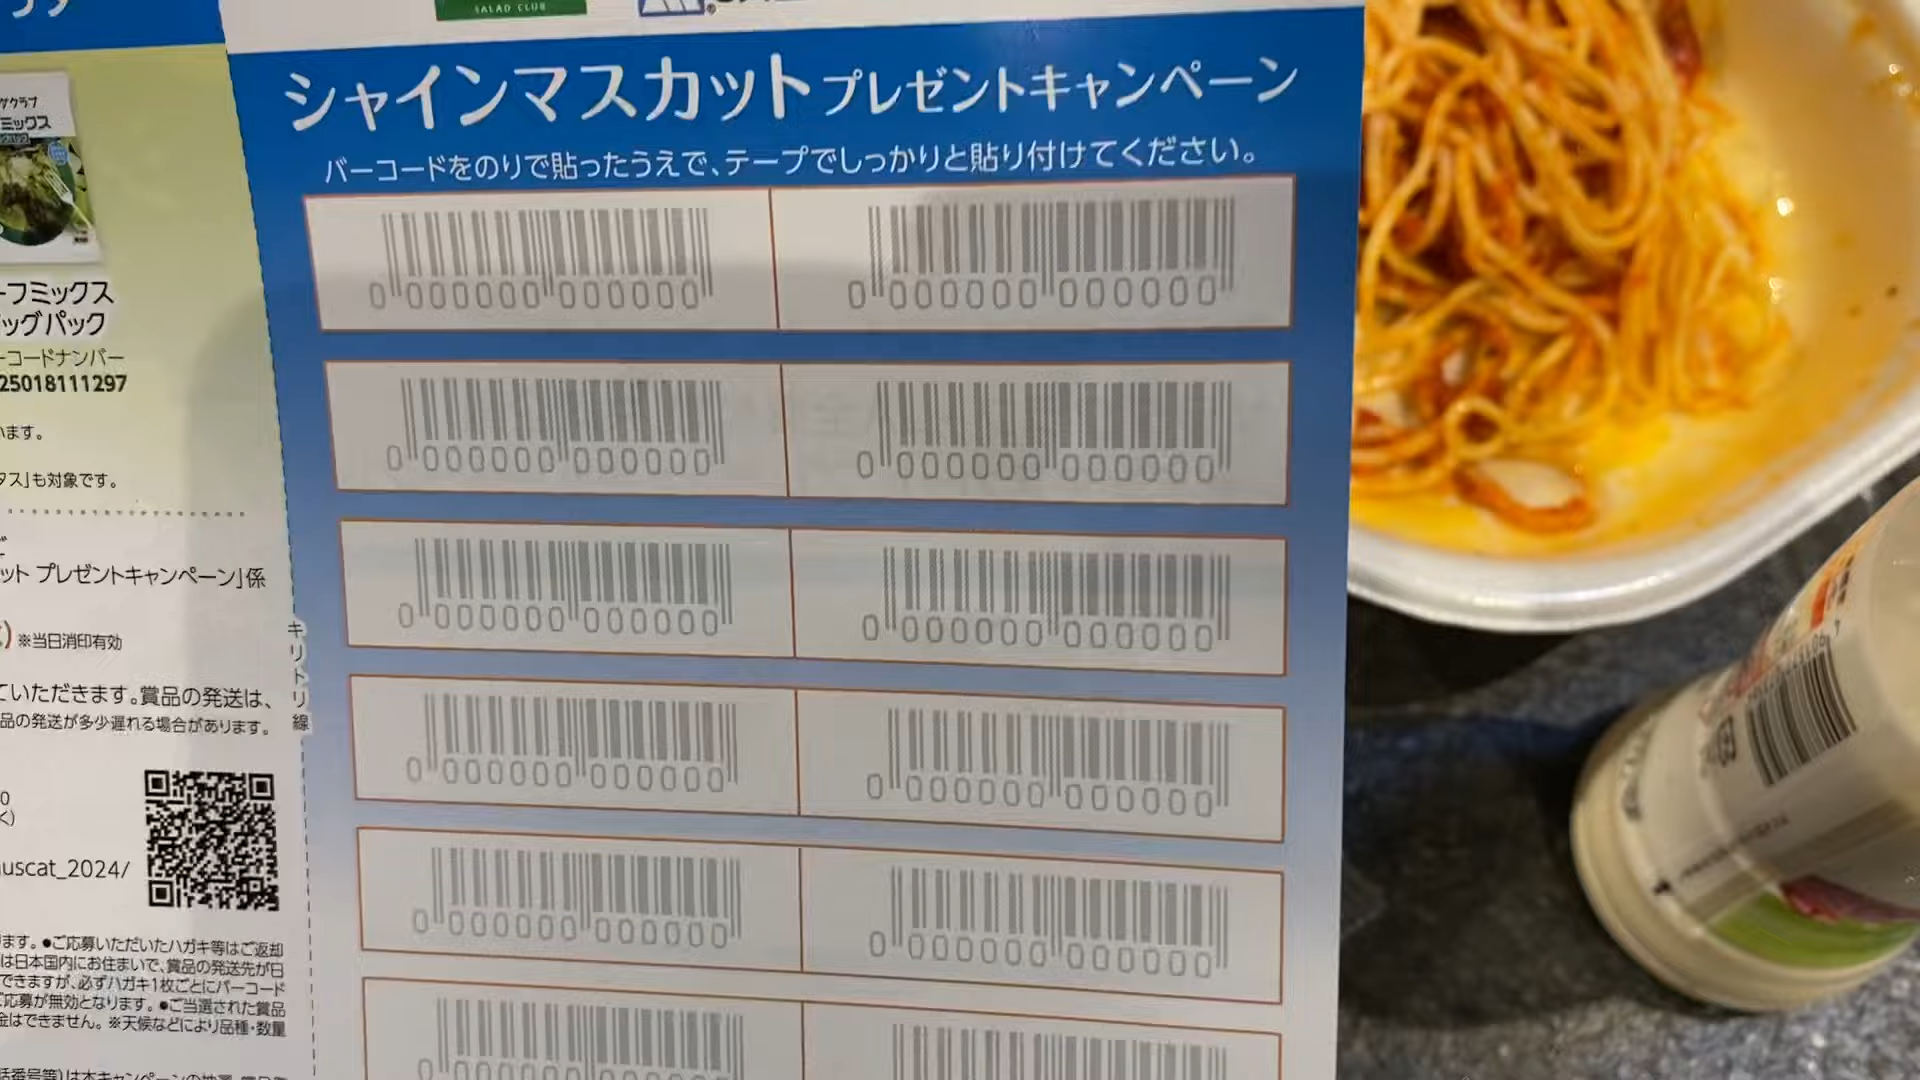 SALAD CLUB
シャインマスカット プレゼントキャンペーン
バーコードをのりで貼ったうえで、テープでしっかりと貼り付けてください。
0 000000 000000
0 000000 000000
0 000000 000000
0 000000 000000
0 000000 000000
0 000000 000000
0 000000 000000
0 000000 000000
0 000000 000000
0 000000 000000
ミックス
ーフミックス
ッグパック
ーコードナンバー
25018111297
います。
タス」も対象です。
ット プレゼントキャンペーン」係
※当日消印有効
ていただきます。賞品の発送は、
品の発送が多少遅れる場合があります。
uscat_2024/
ます。●ご応募いただいたハガキ等はご返却
は日本国内にお住まいで、賞品の発送先が日
できますが、必ずハガキ1枚ごとにバーコード
ご応募が無効となります。●ご当選された賞品
金はできません。※天候などにより品種・数量
キリトリ線